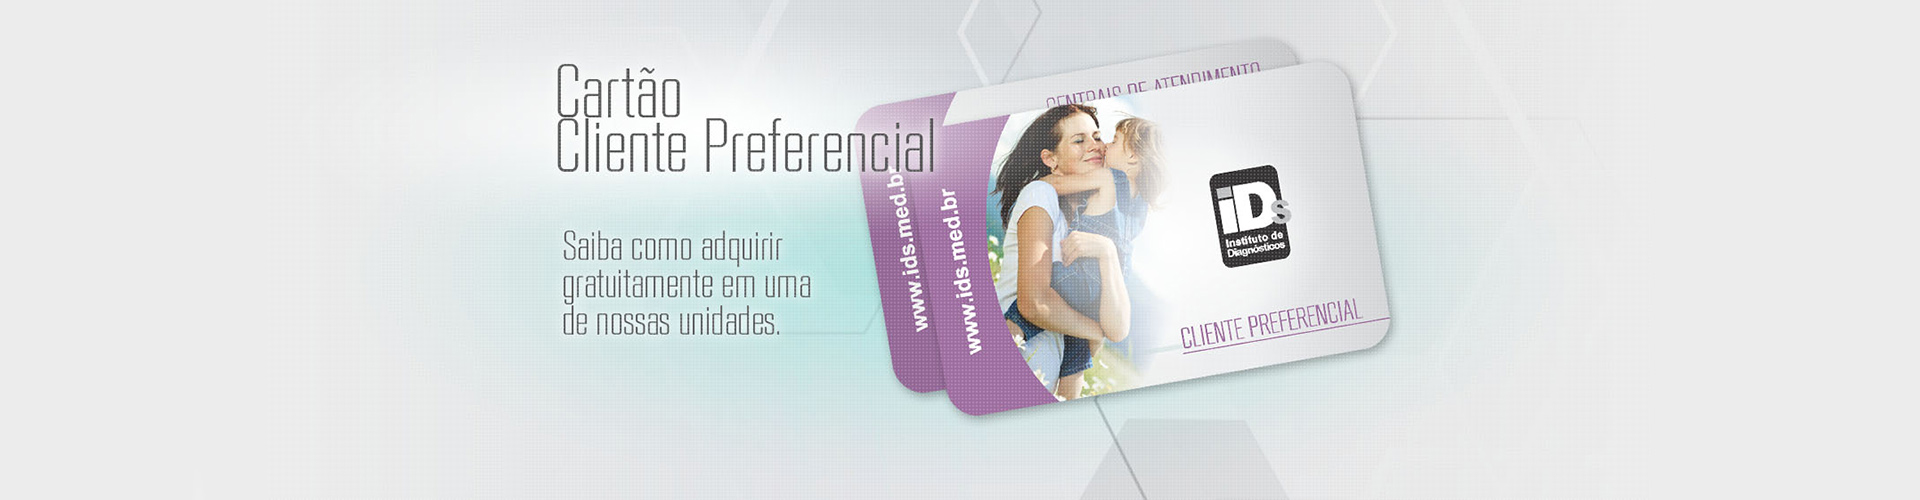 Cartão
Cliente Preferencial
Saiba como adquirir
gratuitamente em uma
de nossas unidades.
CENTRAIS DE ATENDIMENTO
www.ids.med.br
www.ids.med.br
iDs
Instituto de
Diagnósticos
CLIENTE PREFERENCIAL